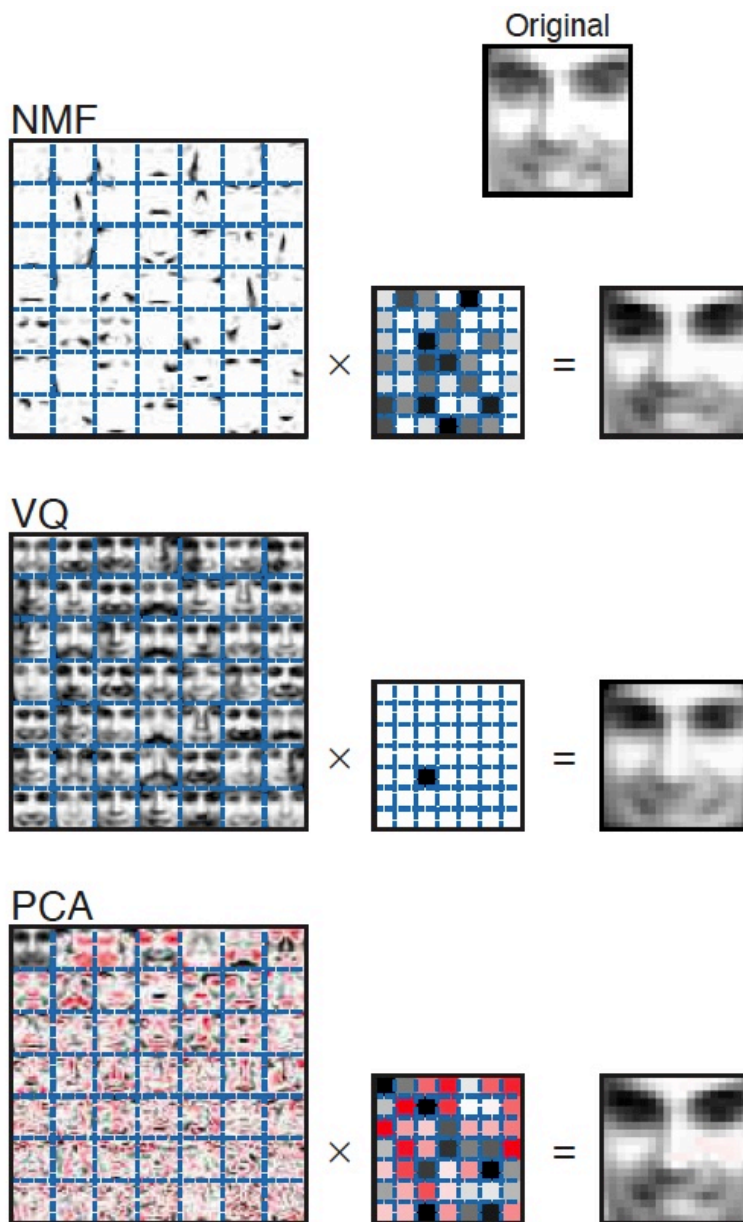 Original
NMF
× =
VQ
× =
PCA
× =